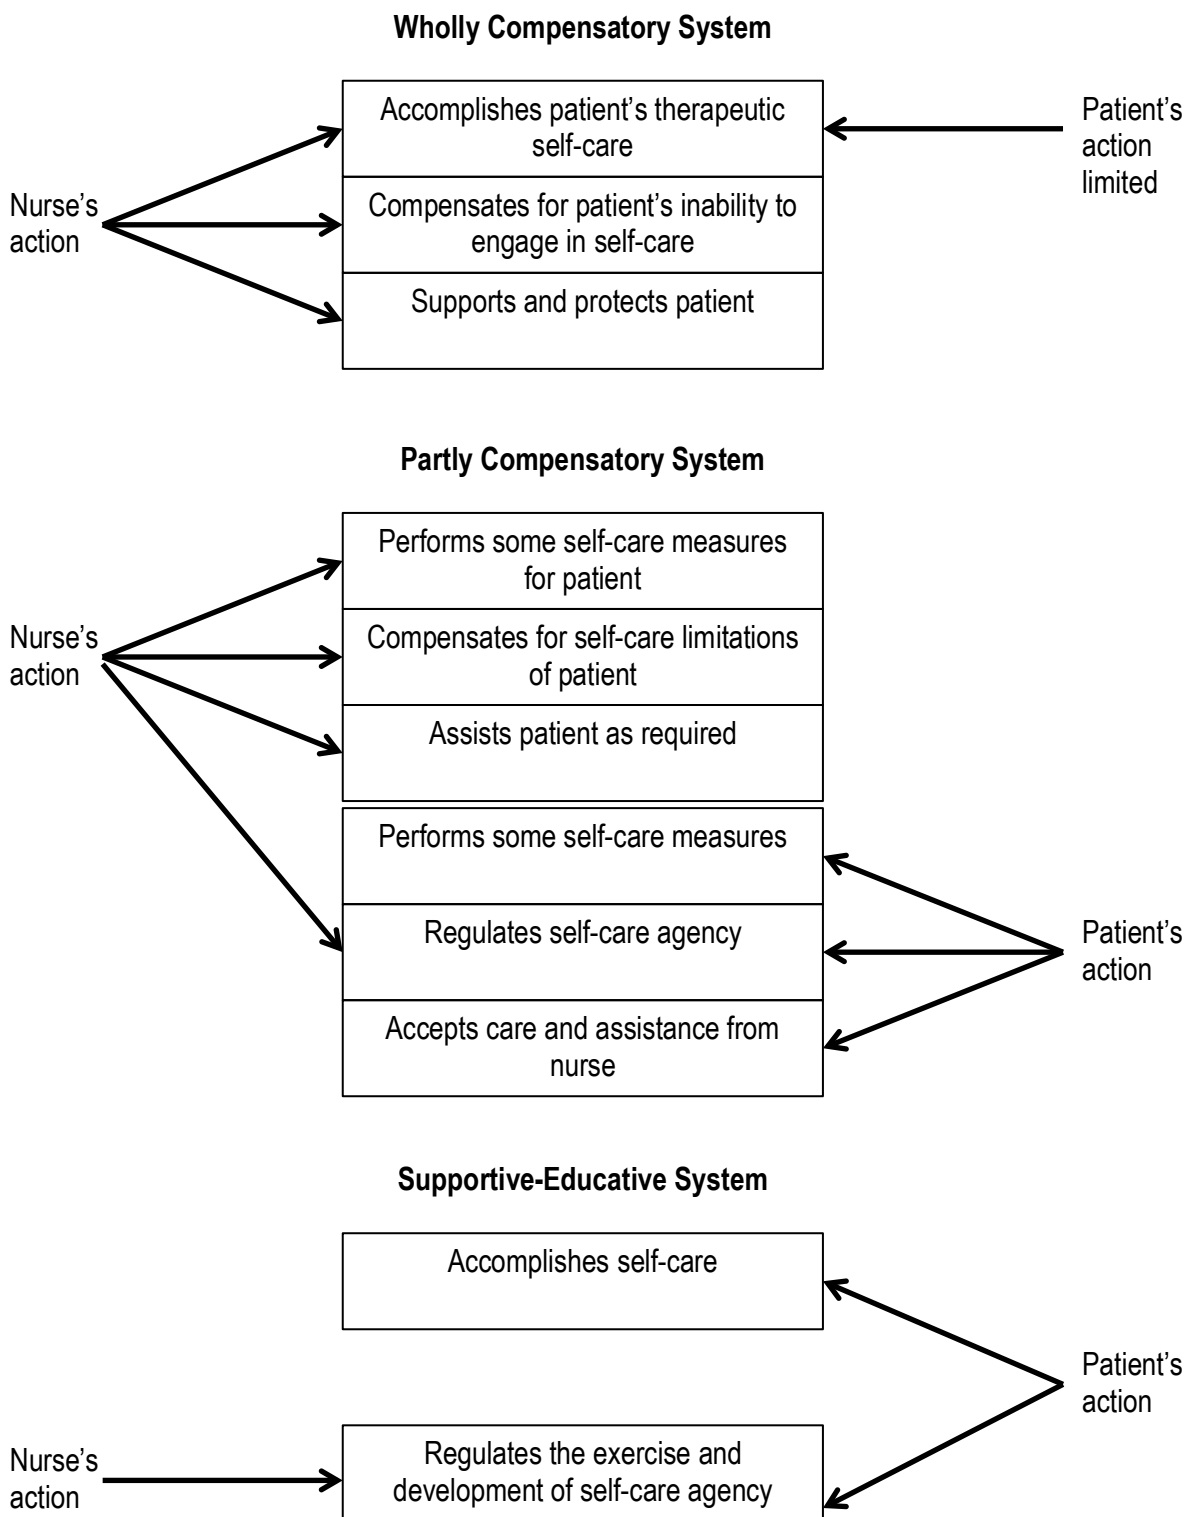 Wholly Compensatory System
Accomplishes patient’s therapeutic
self-care
Patient’s
action
limited
Nurse’s
action
Compensates for patient’s inability to
engage in self-care
Supports and protects patient
Partly Compensatory System
Performs some self-care measures
for patient
Nurse’s
action
Compensates for self-care limitations
of patient
Assists patient as required
Performs some self-care measures
Regulates self-care agency
Patient’s
action
Accepts care and assistance from
nurse
Supportive-Educative System
Accomplishes self-care
Patient’s
action
Nurse’s
action
Regulates the exercise and
development of self-care agency